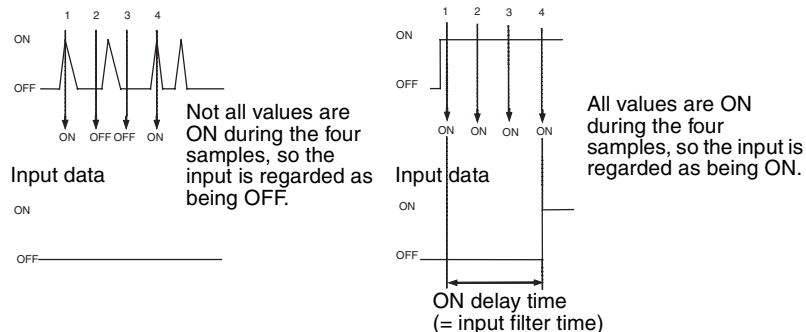 1 2 3 4
ON
OFF
ON OFF OFF ON
Not all values are
ON during the four
samples, so the
input is regarded as
being OFF.
Input data
ON
OFF
1 2 3 4
ON
OFF
ON ON ON ON
All values are ON
during the four
samples, so the input is
regarded as being ON.
Input data
ON
OFF
ON delay time
(= input filter time)